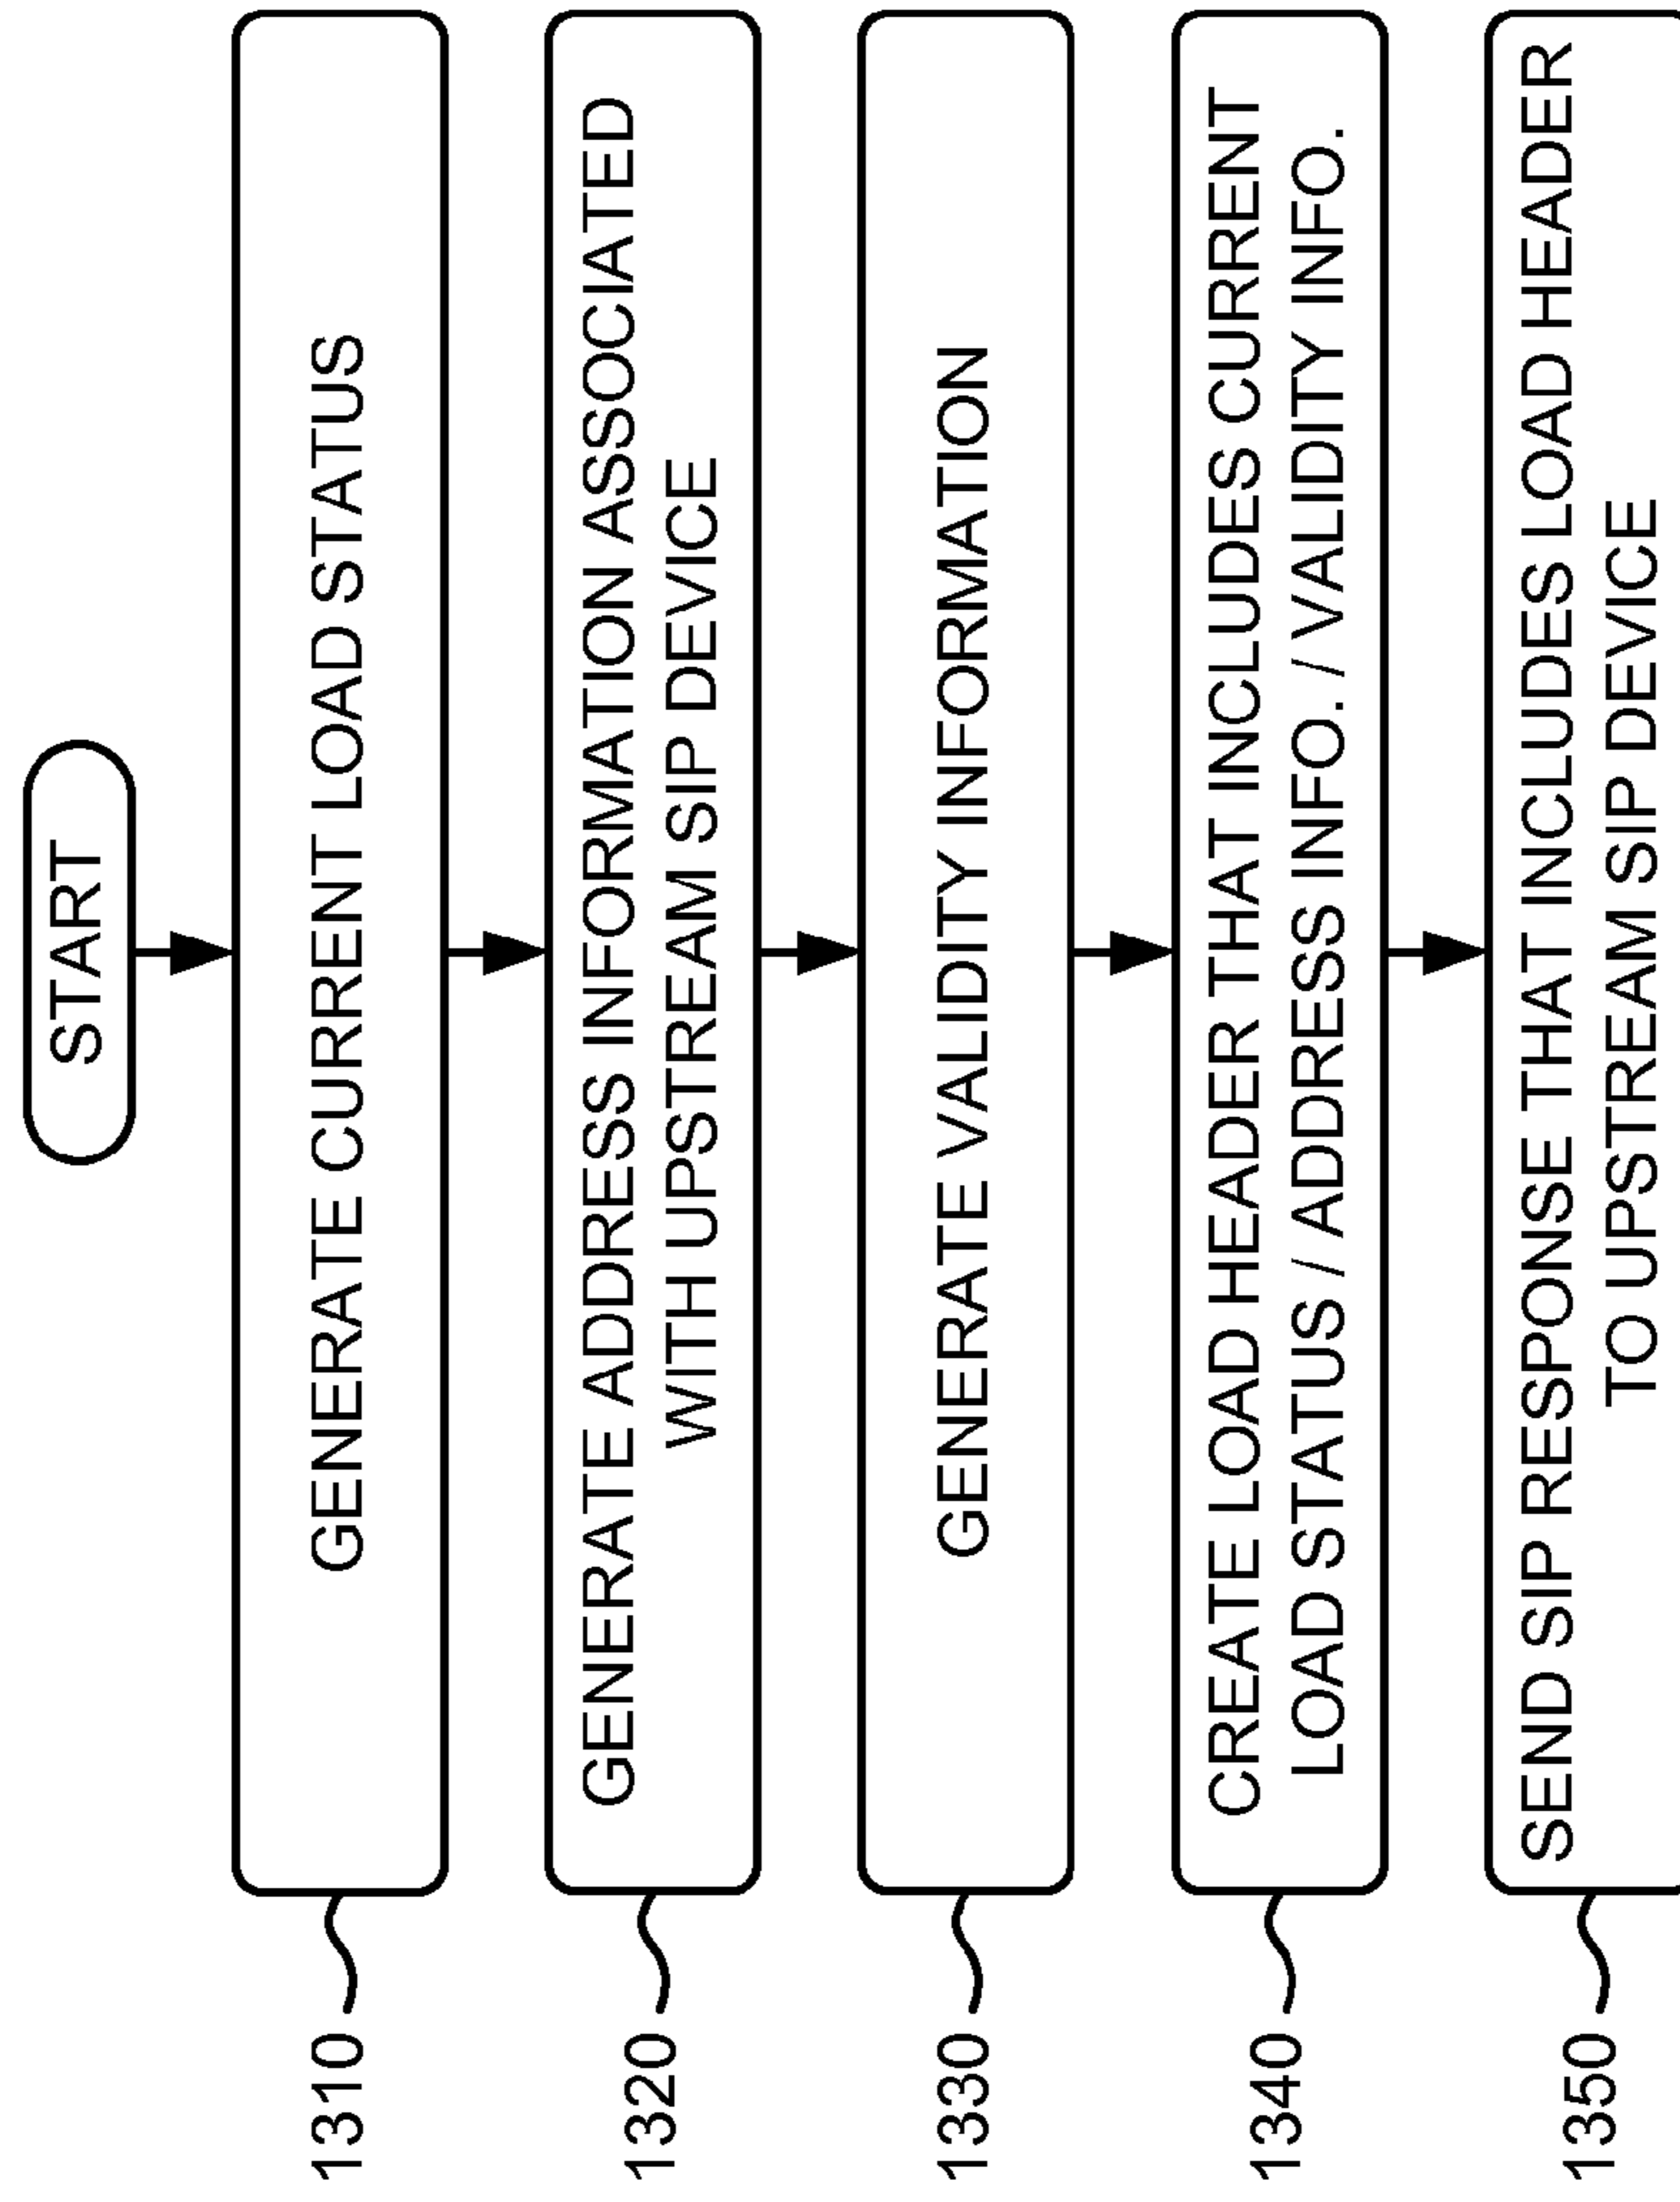 START
1310
GENERATE CURRENT LOAD STATUS
1320
GENERATE ADDRESS INFORMATION ASSOCIATED
WITH UPSTREAM SIP DEVICE
1330
GENERATE VALIDITY INFORMATION
1340
CREATE LOAD HEADER THAT INCLUDES CURRENT
LOAD STATUS / ADDRESS INFO. / VALIDITY INFO.
1350
SEND SIP RESPONSE THAT INCLUDES LOAD HEADER
TO UPSTREAM SIP DEVICE